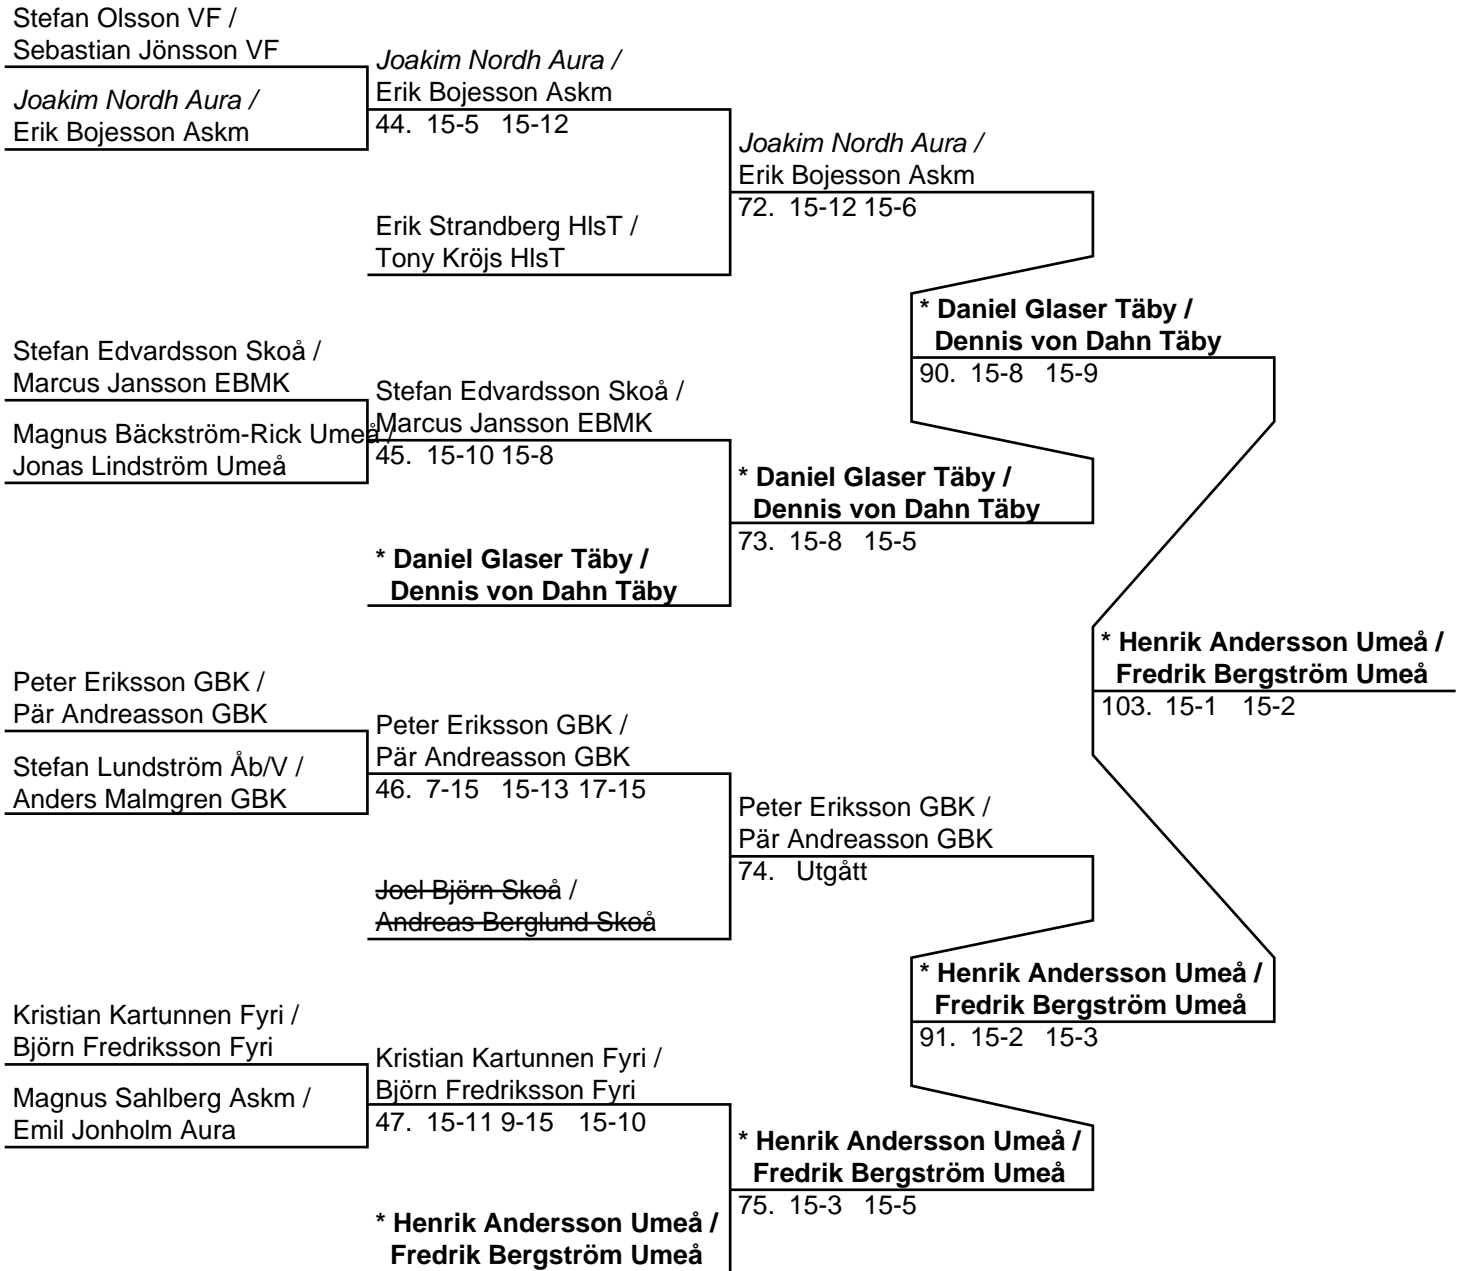 Stefan Olsson VF /
Sebastian Jönsson VF
Joakim Nordh Aura /
Erik Bojesson Askm
Stefan Edvardsson Skoå /
Marcus Jansson EBMK
Magnus Bäckström-Rick Umeå /
Jonas Lindström Umeå
Peter Eriksson GBK /
Pär Andreasson GBK
Stefan Lundström Åb/V /
Anders Malmgren GBK
Kristian Kartunnen Fyri /
Björn Fredriksson Fyri
Magnus Sahlberg Askm /
Emil Jonholm Aura
Joakim Nordh Aura /
Erik Bojesson Askm
44. 15-5 15-12
Erik Strandberg HlsT /
Tony Kröjs HlsT
Stefan Edvardsson Skoå /
Marcus Jansson EBMK
45. 15-10 15-8
* Daniel Glaser Täby /
Dennis von Dahn Täby
Peter Eriksson GBK /
Pär Andreasson GBK
46. 7-15 15-13 17-15
Joel Björn Skoå /
Andreas Berglund Skoå
Kristian Kartunnen Fyri /
Björn Fredriksson Fyri
47. 15-11 9-15 15-10
* Henrik Andersson Umeå /
Fredrik Bergström Umeå
Joakim Nordh Aura /
Erik Bojesson Askm
72. 15-12 15-6
* Daniel Glaser Täby /
Dennis von Dahn Täby
73. 15-8 15-5
Peter Eriksson GBK /
Pär Andreasson GBK
74. Utgått
* Henrik Andersson Umeå /
Fredrik Bergström Umeå
75. 15-3 15-5
* Daniel Glaser Täby /
Dennis von Dahn Täby
90. 15-8 15-9
* Henrik Andersson Umeå /
Fredrik Bergström Umeå
91. 15-2 15-3
* Henrik Andersson Umeå /
Fredrik Bergström Umeå
103. 15-1 15-2